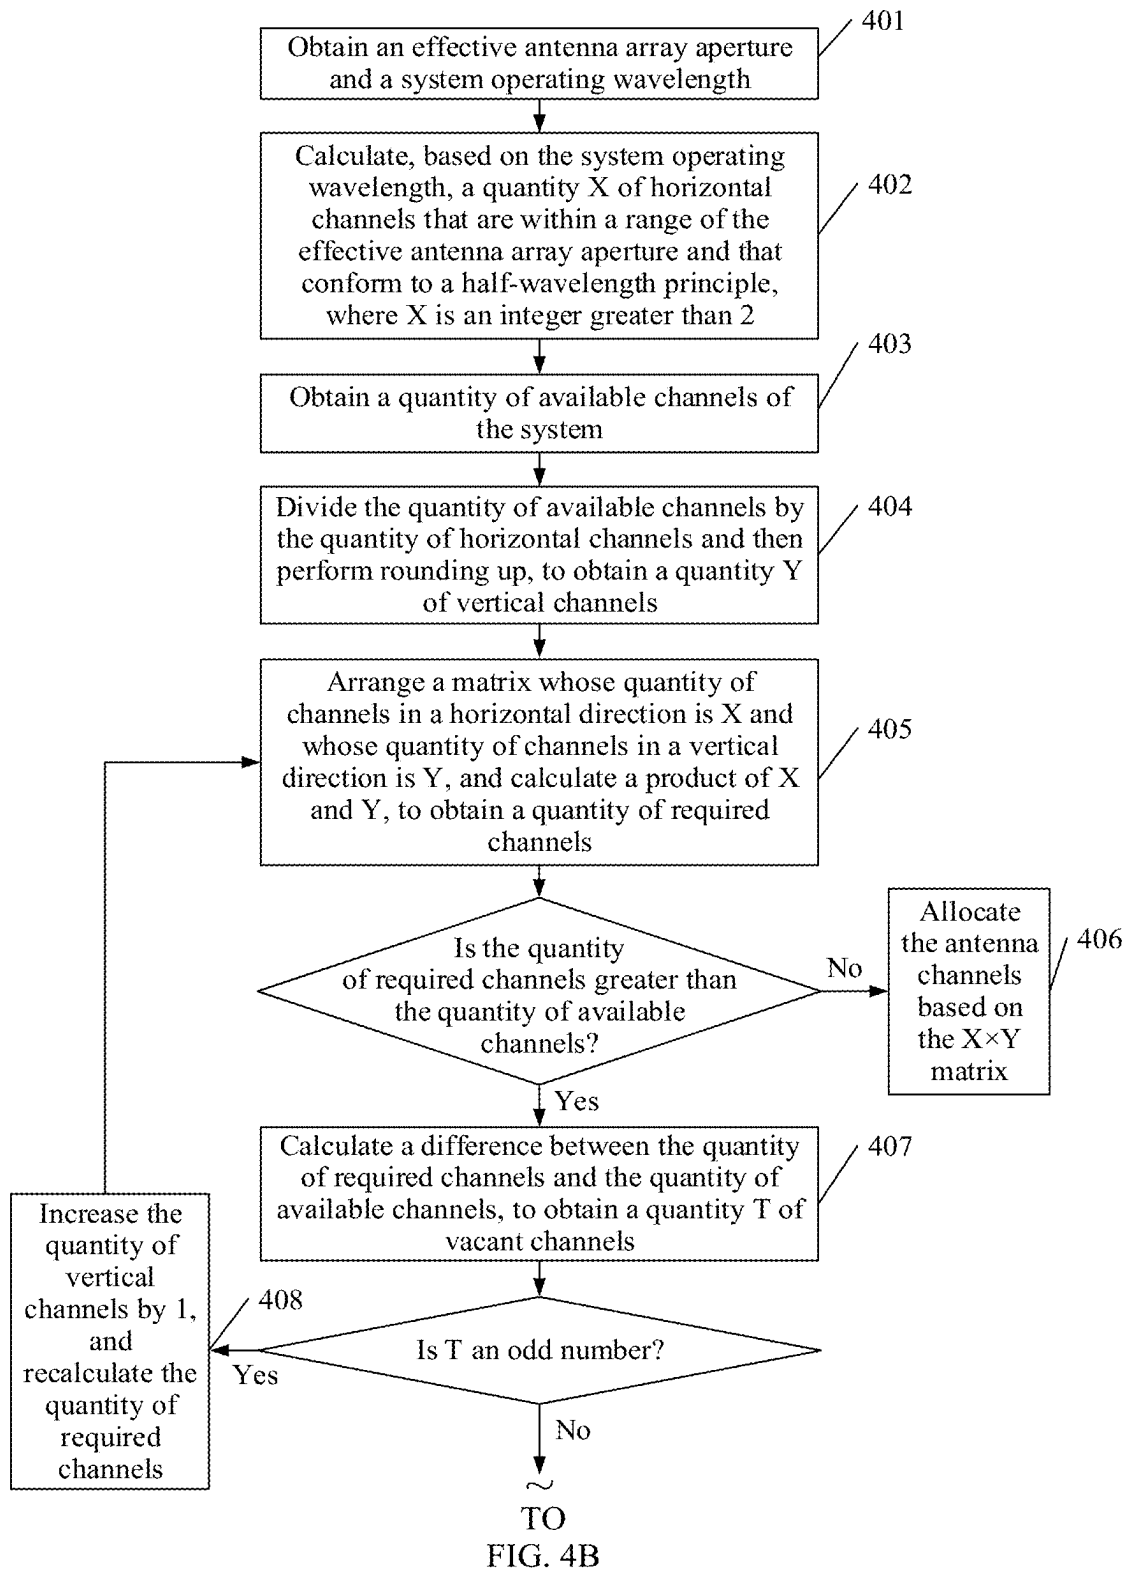 401
Obtain an effective antenna array aperture
and a system operating wavelength
402
Calculate, based on the system operating
wavelength, a quantity X of horizontal
channels that are within a range of the
effective antenna array aperture and that
conform to a half-wavelength principle,
where X is an integer greater than 2
403
Obtain a quantity of available channels of
the system
404
Divide the quantity of available channels by
the quantity of horizontal channels and then
perform rounding up, to obtain a quantity Y
of vertical channels
405
Arrange a matrix whose quantity of
channels in a horizontal direction is X and
whose quantity of channels in a vertical
direction is Y, and calculate a product of X
and Y, to obtain a quantity of required
channels
Is the quantity
of required channels greater than
the quantity of available
channels?
No
406
Allocate
the antenna
channels
based on
the X×Y
matrix
Yes
407
Calculate a difference between the quantity
of required channels and the quantity of
available channels, to obtain a quantity T of
vacant channels
Is T an odd number?
Yes
408
Increase the
quantity of
vertical
channels by 1,
and
recalculate the
quantity of
required
channels
No
~
TO
FIG. 4B